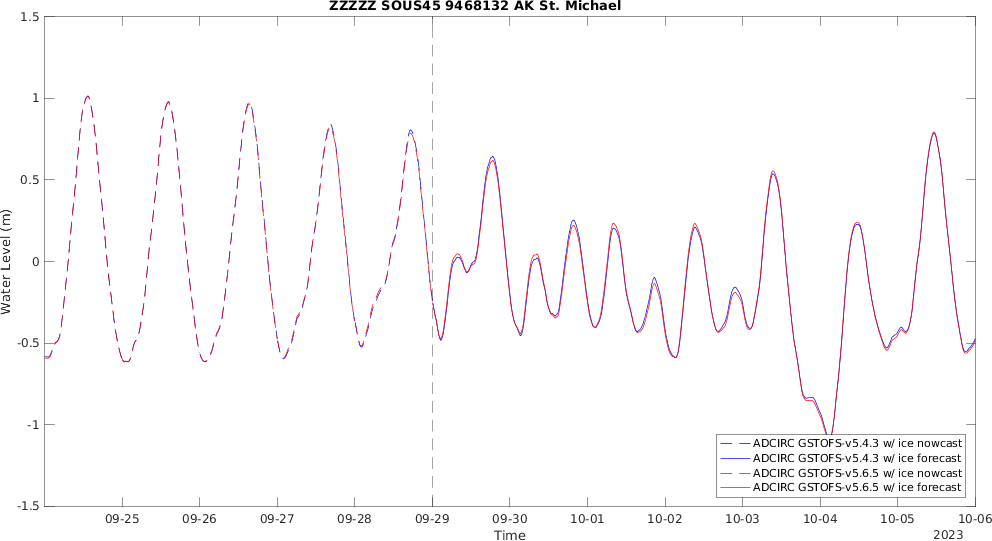 ZZZZZ SOUS45 9468132 AK St. Michael
1.5
1
0.5
0
-0.5
-1
-1.5
Water Level (m)
09-25 09-26 09-27 09-28 09-29 09-30 10-01 10-02 10-03 10-04 10-05 10-06
Time
2023
ADCIRC GSTOFS-v5.4.3 w/ ice nowcast
ADCIRC GSTOFS-v5.4.3 w/ ice forecast
ADCIRC GSTOFS-v5.6.5 w/ ice nowcast
ADCIRC GSTOFS-v5.6.5 w/ ice forecast